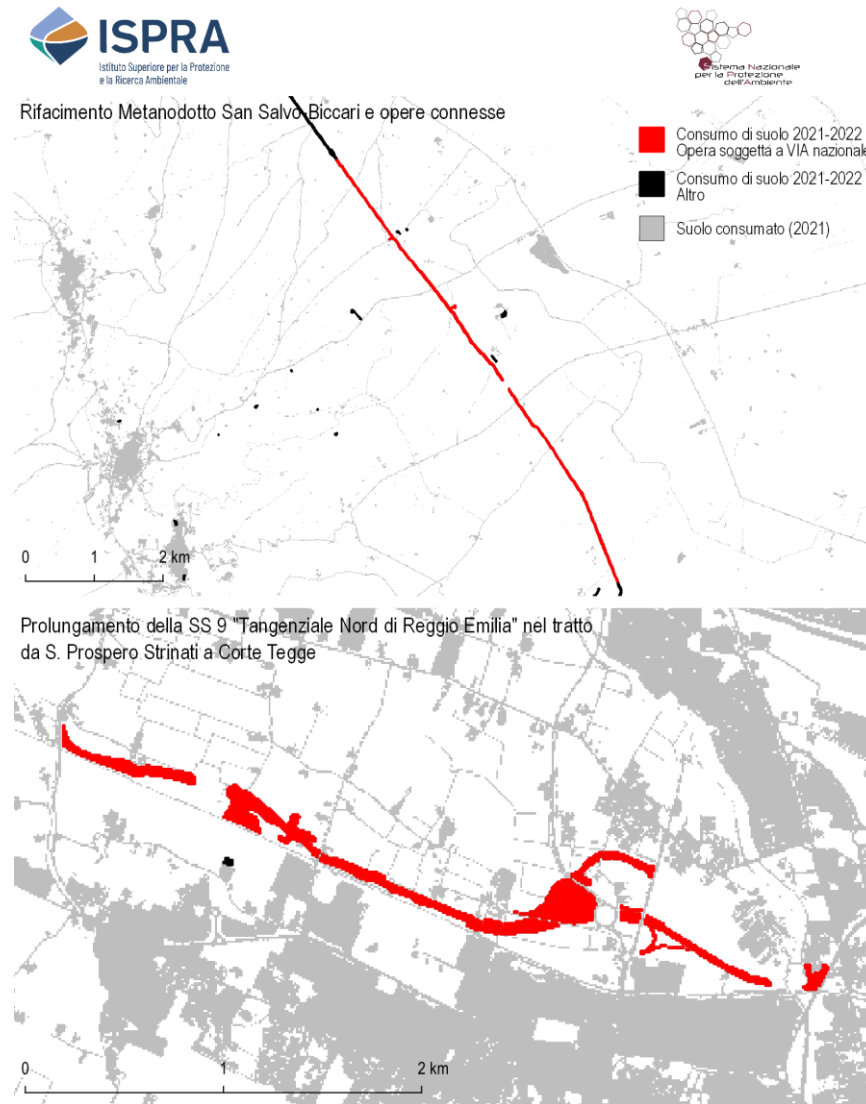 ISPRA
Istituto Superiore per la Protezione
e la Ricerca Ambientale
Sistema Nazionale
per la Protezione
dell'Ambiente
Rifacimento Metanodotto San Salvo-Biccari e opere connesse
Consumo di suolo 2021-2022
Opera soggetta a VIA nazionale
Consumo di suolo 2021-2022
Altro
Suolo consumato (2021)
0 1 2 km
Prolungamento della SS 9 "Tangenziale Nord di Reggio Emilia" nel tratto
da S. Prospero Strinati a Corte Tegge
0 1 2 km